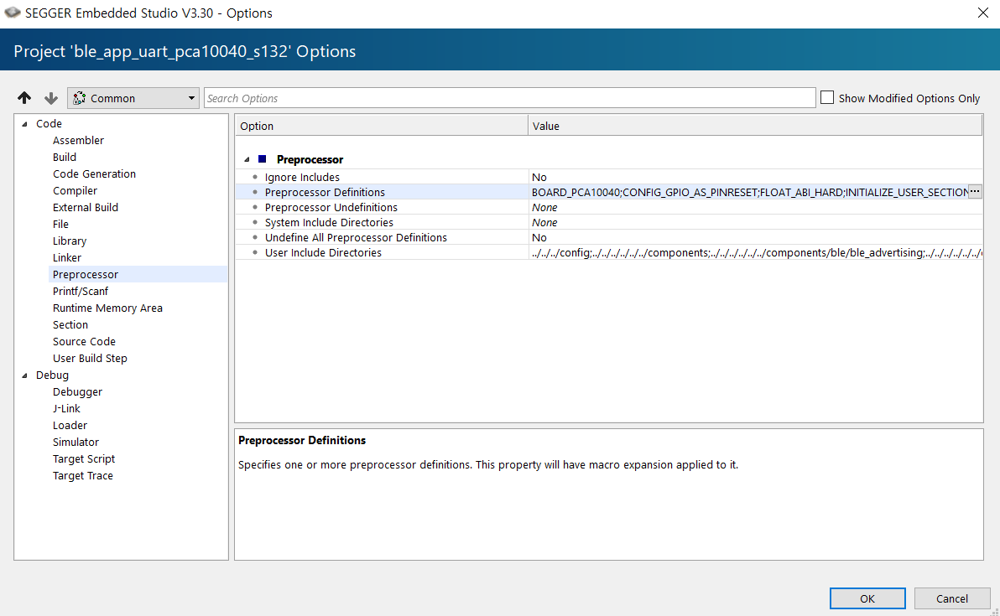 SEGGER Embedded Studio V3.30 - Options
Project 'ble_app_uart_pca10040_s132' Options
Common
Search Options
Show Modified Options Only
Code
Assembler
Build
Code Generation
Compiler
External Build
File
Library
Linker
Preprocessor
Printf/Scanf
Runtime Memory Area
Section
Source Code
User Build Step
Debug
Debugger
J-Link
Loader
Simulator
Target Script
Target Trace
Option Value
Preprocessor
Ignore Includes No
Preprocessor Definitions BOARD_PCA10040;CONFIG_GPIO_AS_PINRESET;FLOAT_ABI_HARD;INITIALIZE_USER_SECTION ...
Preprocessor Undefinitions None
System Include Directories None
Undefine All Preprocessor Definitions No
User Include Directories ../../../config;../../../../../../components;../../../../../../components/ble/ble_advertising;../../../../../../
Preprocessor Definitions
Specifies one or more preprocessor definitions. This property will have macro expansion applied to it.
OK
Cancel